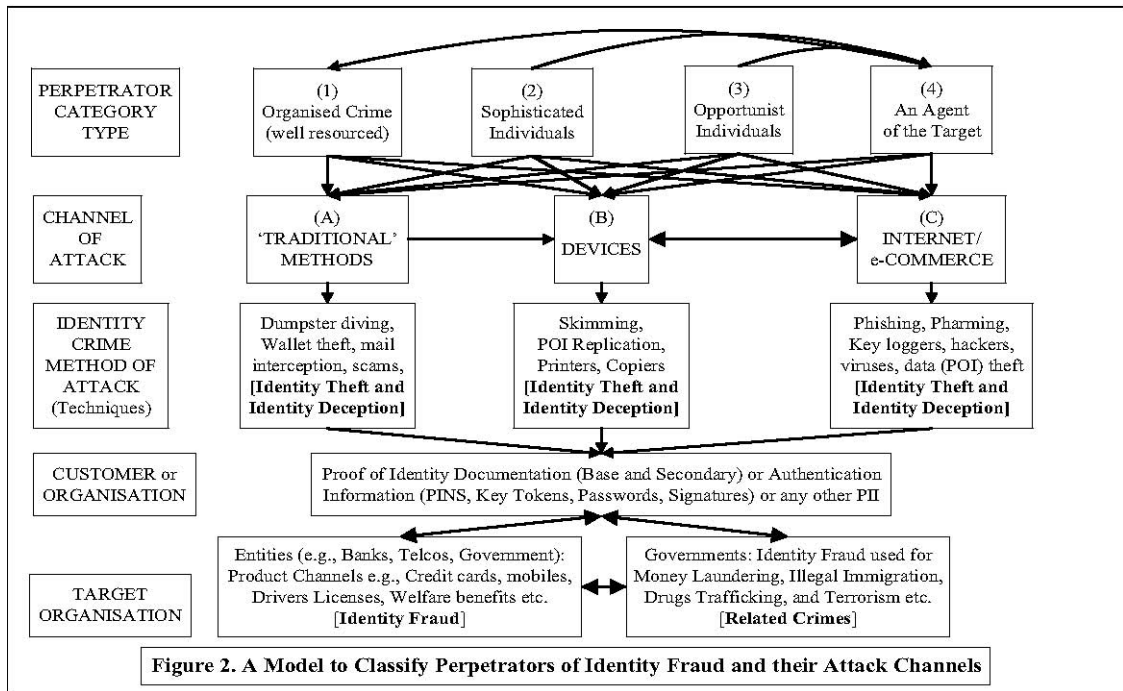 PERPETRATOR
CATEGORY
TYPE
(1)
Organised Crime
(well resourced)
(2)
Sophisticated
Individuals
(3)
Opportunist
Individuals
(4)
An Agent
of the Target
CHANNEL
OF
ATTACK
(A)
‘TRADITIONAL’
METHODS
(B)
DEVICES
(C)
INTERNET/
e-COMMERCE
IDENTITY
CRIME
METHOD OF
ATTACK
(Techniques)
Dumpster diving,
Wallet theft, mail
interception, scams,
[Identity Theft and
Identity Deception]
Skimming,
POI Replication,
Printers, Copiers
[Identity Theft and
Identity Deception]
Phishing, Pharming,
Key loggers, hackers,
viruses, data (POI) theft
[Identity Theft and
Identity Deception]
CUSTOMER or
ORGANISATION
Proof of Identity Documentation (Base and Secondary) or Authentication
Information (PINS, Key Tokens, Passwords, Signatures) or any other PII
TARGET
ORGANISATION
Entities (e.g., Banks, Telcos, Government):
Product Channels e.g., Credit cards, mobiles,
Drivers Licenses, Welfare benefits etc.
[Identity Fraud]
Governments: Identity Fraud used for
Money Laundering, Illegal Immigration,
Drugs Trafficking, and Terrorism etc.
[Related Crimes]
Figure 2. A Model to Classify Perpetrators of Identity Fraud and their Attack Channels